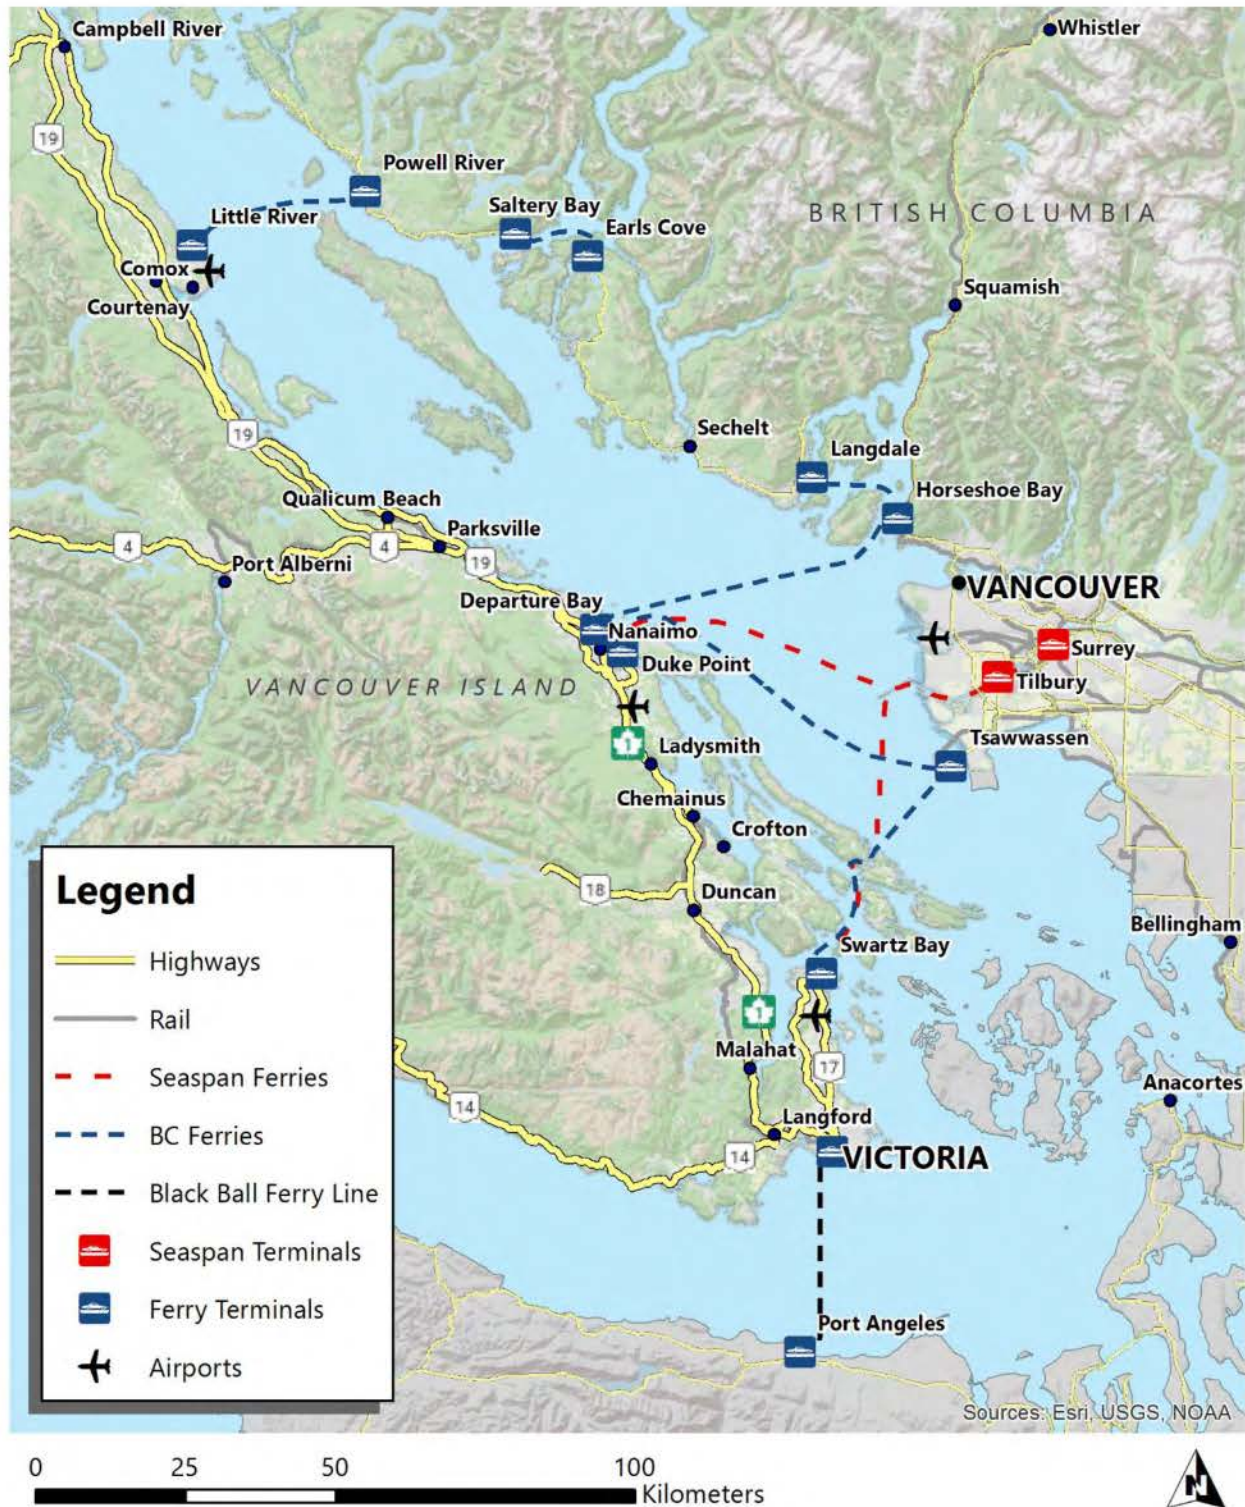 Campbell River
Whistler
19
Powell River
Saltery Bay
BRITISH COLUMBIA
Little River
Earls Cove
Comox
Courtenay
Squamish
19
Sechelt
Langdale
Horseshoe Bay
Qualicum Beach
Parksville
4
4
19
Port Alberni
VANCOUVER
Departure Bay
Nanaimo
Surrey
Duke Point
Tilbury
VANCOUVER ISLAND
Tsawwassen
1
Ladysmith
Chemainus
Crofton
18
Duncan
Bellingham
Swartz Bay
1
Malahat
17
Anacortes
14
Langford
14
VICTORIA
Port Angeles
Legend
Highways
Rail
Seaspan Ferries
BC Ferries
Black Ball Ferry Line
Seaspan Terminals
Ferry Terminals
Airports
Sources: Esri, USGS, NOAA
0 25 50 100
Kilometers
N